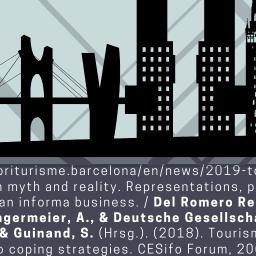 oriturisme.barcelona/en/news/2019-to
n myth and reality. Representations, p
an informa business. / Del Romero Re
ngermeier, A., & Deutsche Gesellscha
& Guinand, S. (Hrsg.). (2018). Tourism
o coping strategies. CESifo Forum, 20